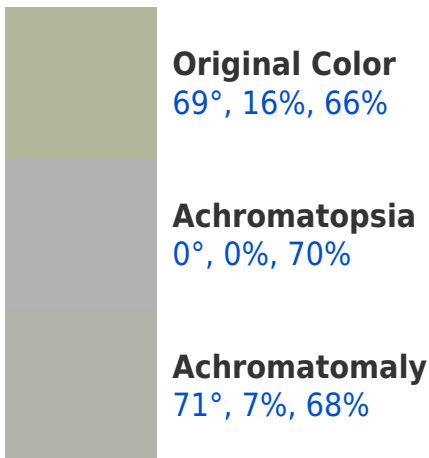 Original Color
69°, 16%, 66%
Achromatopsia
0°, 0%, 70%
Achromatomaly
71°, 7%, 68%